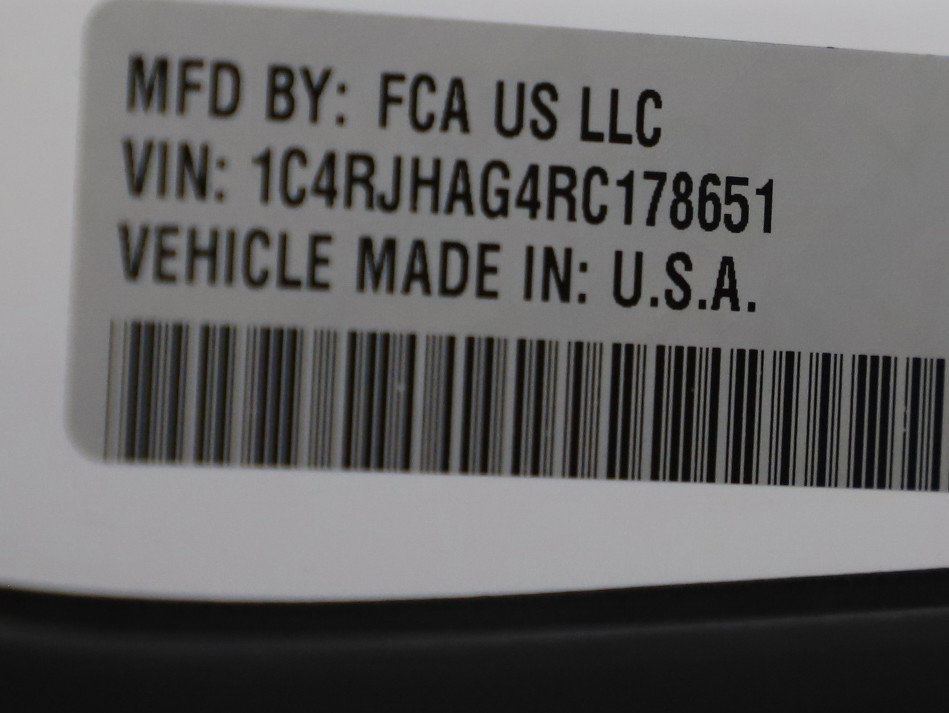 MFD BY: FCA US LLC
VIN: 1C4RJHAG4RC178651
VEHICLE MADE IN: U.S.A.